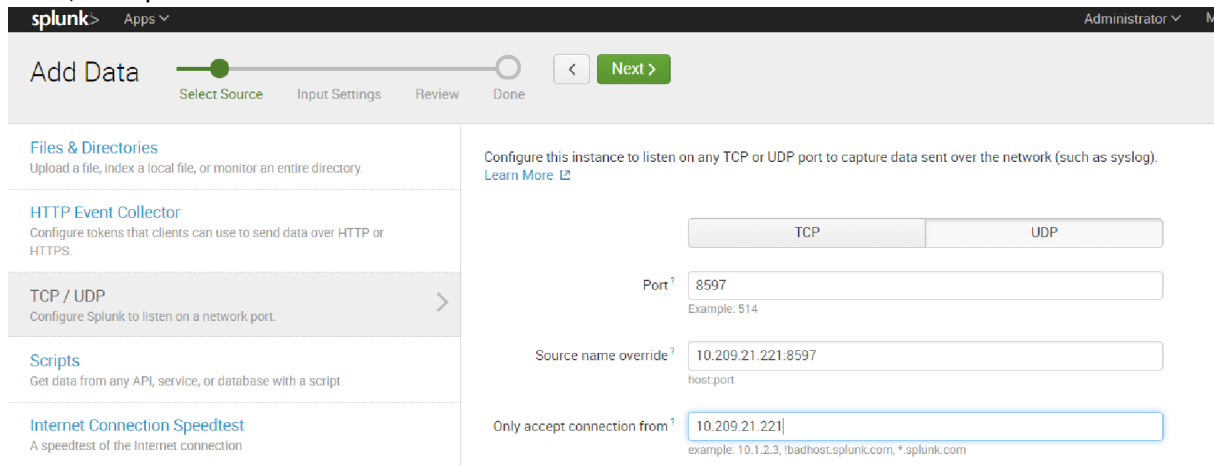 splunk> Apps Administrator
Add Data
Select Source Input Settings Review Done
< Next >
Files & Directories
Upload a file, index a local file, or monitor an entire directory.
HTTP Event Collector
Configure tokens that clients can use to send data over HTTP or
HTTPS.
TCP / UDP
Configure Splunk to listen on a network port.
Scripts
Get data from any API, service, or database with a script.
Internet Connection Speedtest
A speedtest of the Internet connection
Configure this instance to listen on any TCP or UDP port to capture data sent over the network (such as syslog).
Learn More
TCP UDP
Port ? 8597
Example: 514
Source name override ? 10.209.21.221:8597
host:port
Only accept connection from ? 10.209.21.221
example: 10.1.2.3, !badhost.splunk.com, *.splunk.com